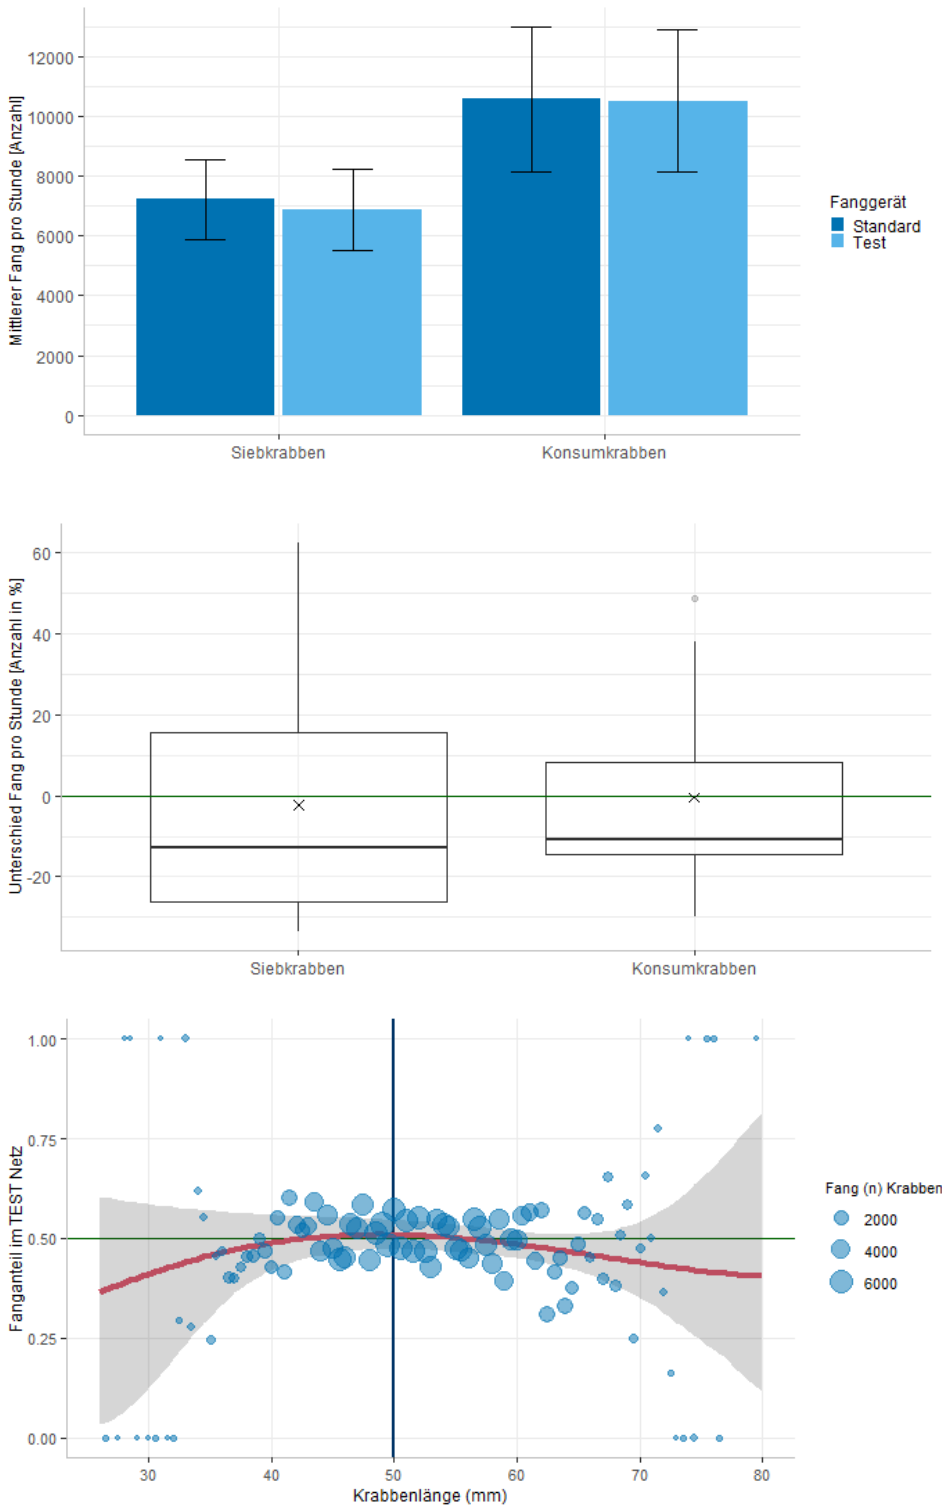 Mittlerer Fang pro Stunde [Anzahl]
12000
10000
8000
6000
4000
2000
0
Siebkrabben
Konsumkrabben
Fanggerät
Standard
Test
Unterschied Fang pro Stunde [Anzahl in %]
60
40
20
0
-20
Siebkrabben
Konsumkrabben
Fanganteil im TEST Netz
1.00
0.75
0.50
0.25
0.00
30
40
50
60
70
80
Krabbenlänge (mm)
Fang (n) Krabben
2000
4000
6000